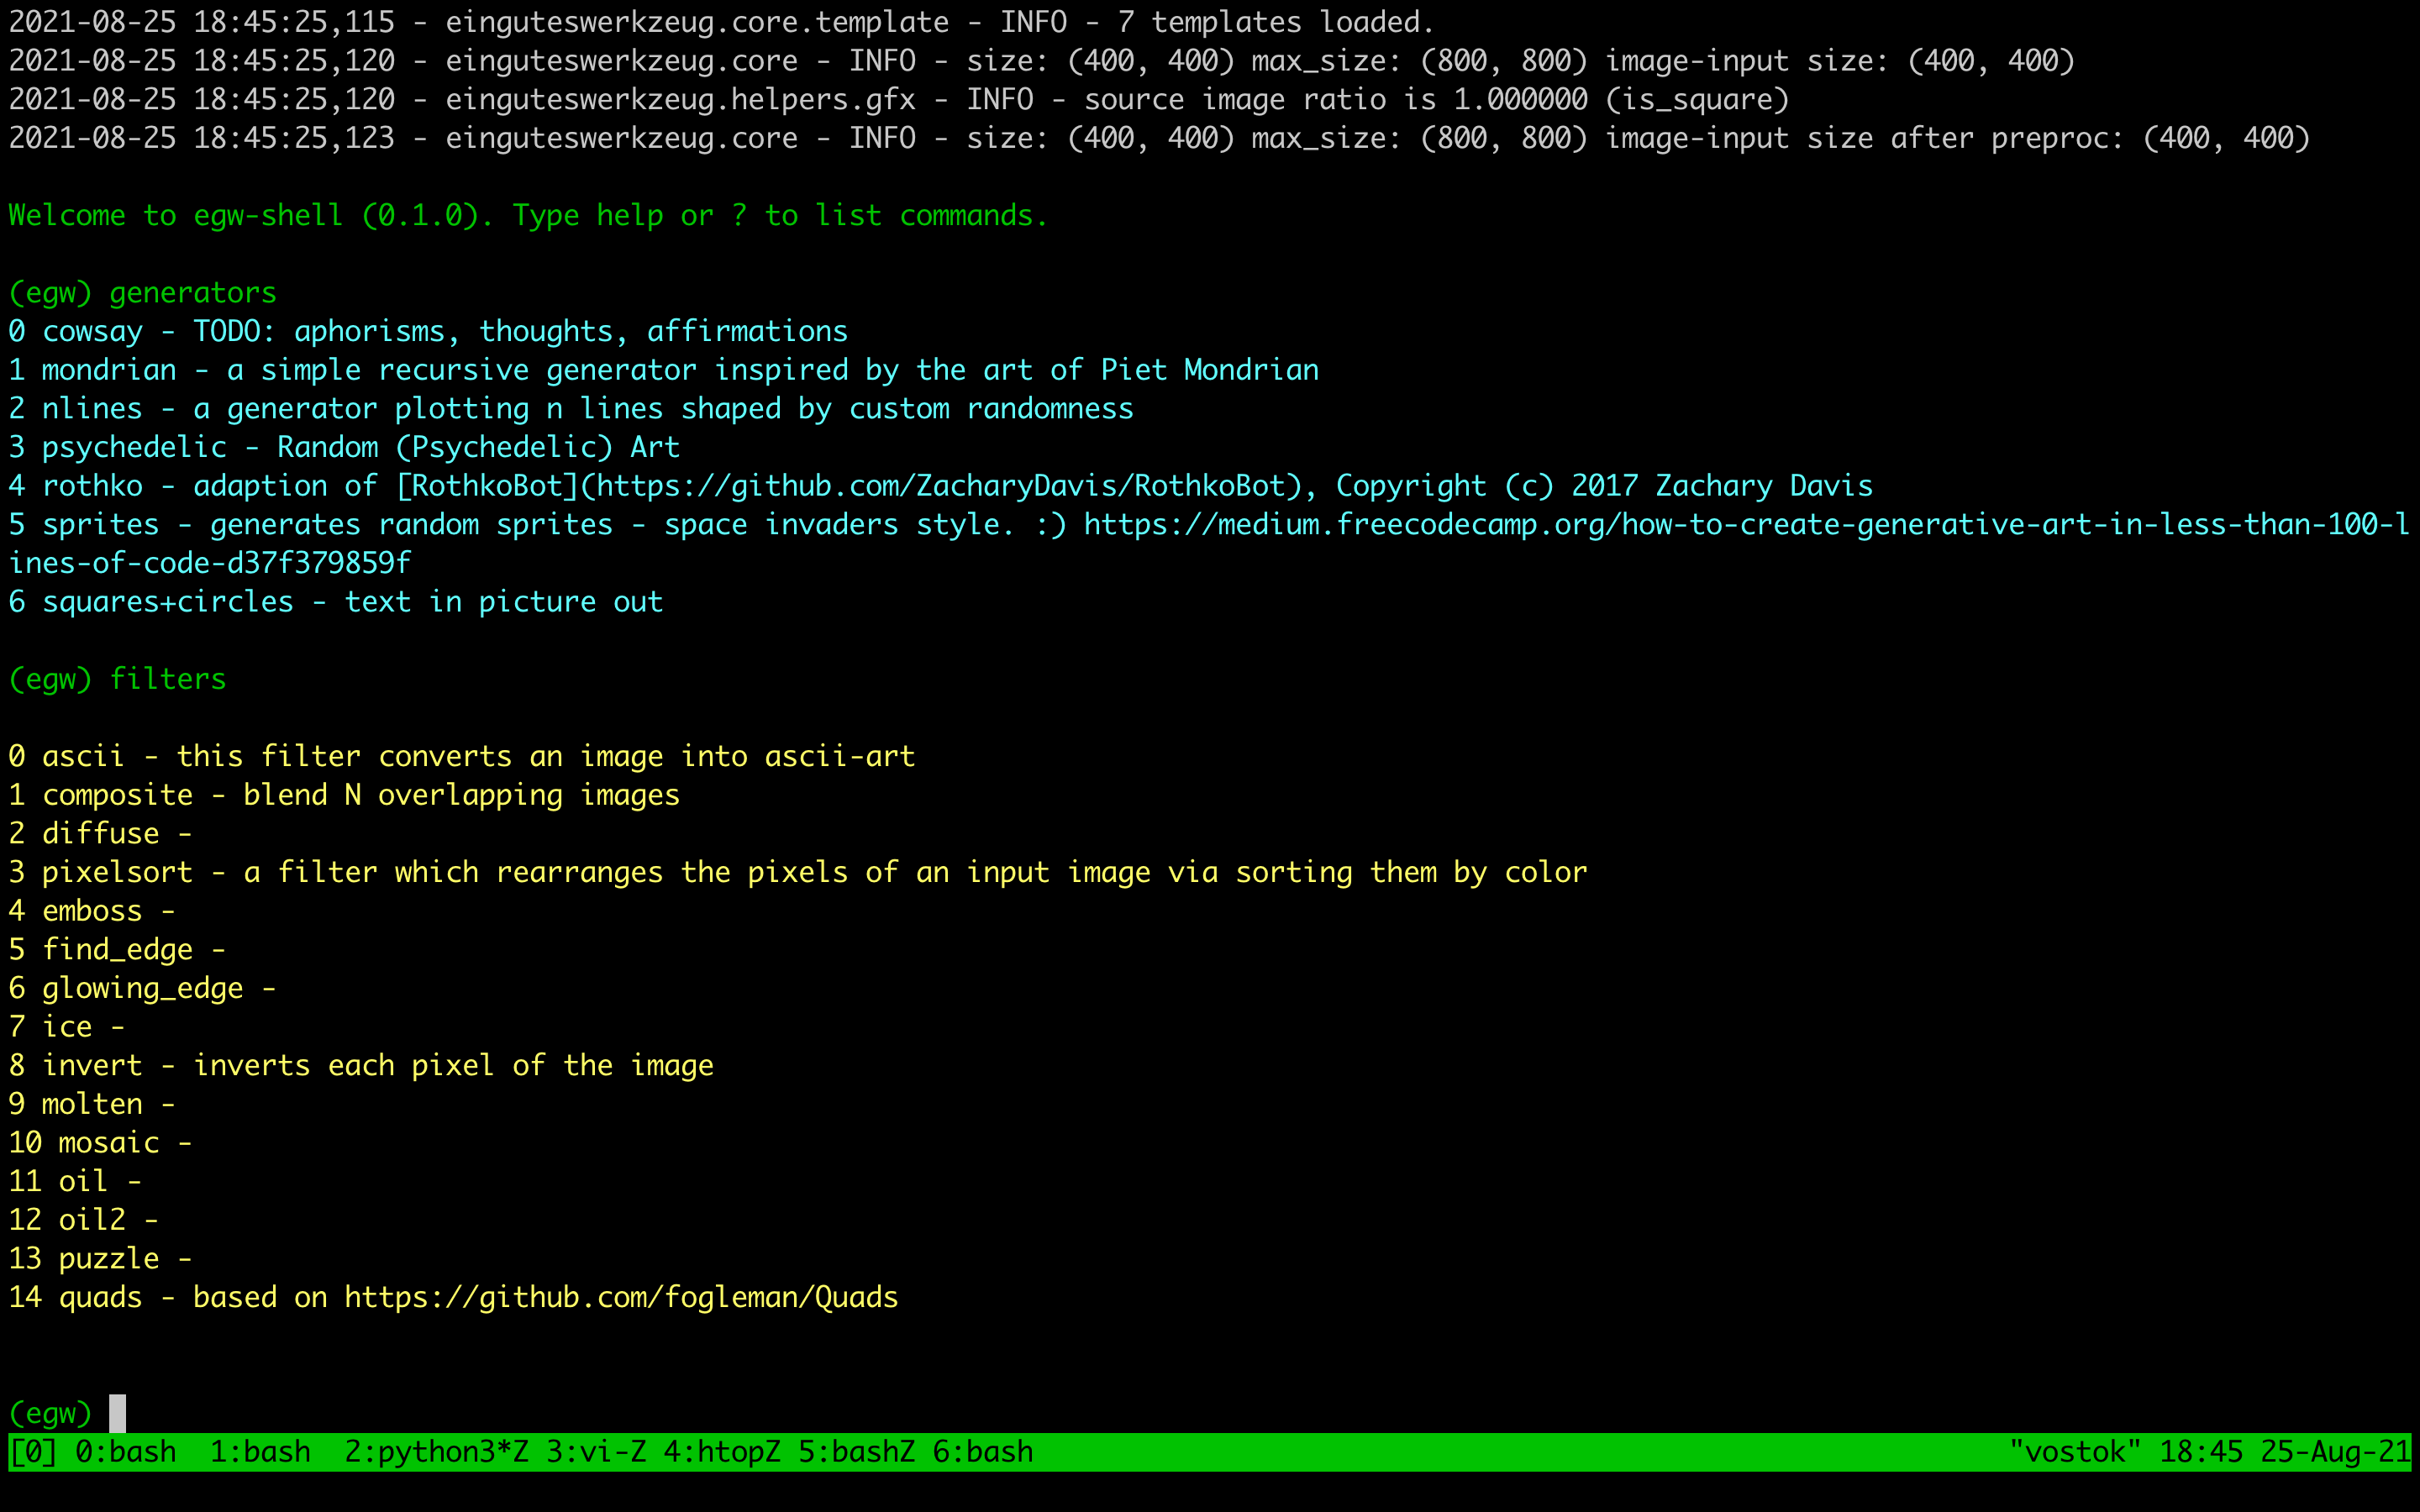 2021-08-25 18:45:25,115 - einguteswerkzeug.core.template - INFO - 7 templates loaded.
2021-08-25 18:45:25,120 - einguteswerkzeug.core - INFO - size: (400, 400) max_size: (800, 800) image-input size: (400, 400)
2021-08-25 18:45:25,120 - einguteswerkzeug.helpers.gfx - INFO - source image ratio is 1.000000 (is_square)
2021-08-25 18:45:25,123 - einguteswerkzeug.core - INFO - size: (400, 400) max_size: (800, 800) image-input size after preproc: (400, 400)
Welcome to egw-shell (0.1.0). Type help or ? to list commands.
(egw) generators
0 cowsay - TODO: aphorisms, thoughts, affirmations
1 mondrian - a simple recursive generator inspired by the art of Piet Mondrian
2 nlines - a generator plotting n lines shaped by custom randomness
3 psychedelic - Random (Psychedelic) Art
4 rothko - adaption of [RothkoBot](https://github.com/ZacharyDavis/RothkoBot), Copyright (c) 2017 Zachary Davis
5 sprites - generates random sprites - space invaders style. :) https://medium.freecodecamp.org/how-to-create-generative-art-in-less-than-100-l
ines-of-code-d37f379859f
6 squares+circles - text in picture out
(egw) filters
0 ascii - this filter converts an image into ascii-art
1 composite - blend N overlapping images
2 diffuse -
3 pixelsort - a filter which rearranges the pixels of an input image via sorting them by color
4 emboss -
5 find_edge -
6 glowing_edge -
7 ice -
8 invert - inverts each pixel of the image
9 molten -
10 mosaic -
11 oil -
12 oil2 -
13 puzzle -
14 quads - based on https://github.com/fogleman/Quads
(egw)
[0] 0:bash  1:bash  2:python3*Z 3:vi-Z 4:htopZ 5:bashZ 6:bash "vostok" 18:45 25-Aug-21